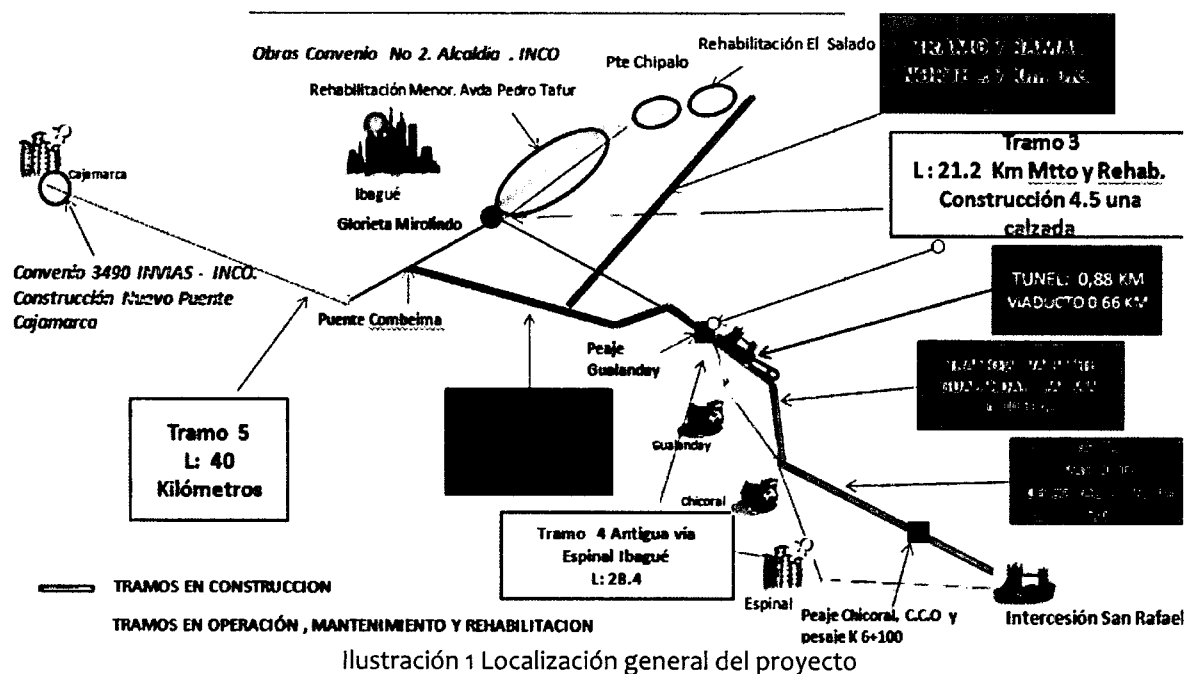 Obras Convenio No 2. Alcaldia . INCO
Rehabilitación El Salado
Pte Chipalo
Rehabilitación Menor. Avda Pedro Tafur
Cajamarca
Ibagué
Glorieta Mirolindo
Tramo 3
L: 21.2 Km Mtto y Rehab.
Construcción 4.5 una
calzada
Convenio 3490 INVIAS - INCO.
Construcción Nuevo Puente
Cajamarca
Puente Combeima
TUNEL: 0,88 KM
VIADUCTO 0.66 KM
Peaje
Gualanday
Tramo 5
L: 40
Kilómetros
Gualanday
Chicoral
Tramo 4 Antigua vía
Espinal Ibagué
L: 28.4
Espinal
Peaje Chicoral, C.C.O y
pesaje K 6+100
Intercesión San Rafael
TRAMOS EN CONSTRUCCION
TRAMOS EN OPERACIÓN , MANTENIMIENTO Y REHABILITACION
Ilustración 1 Localización general del proyecto